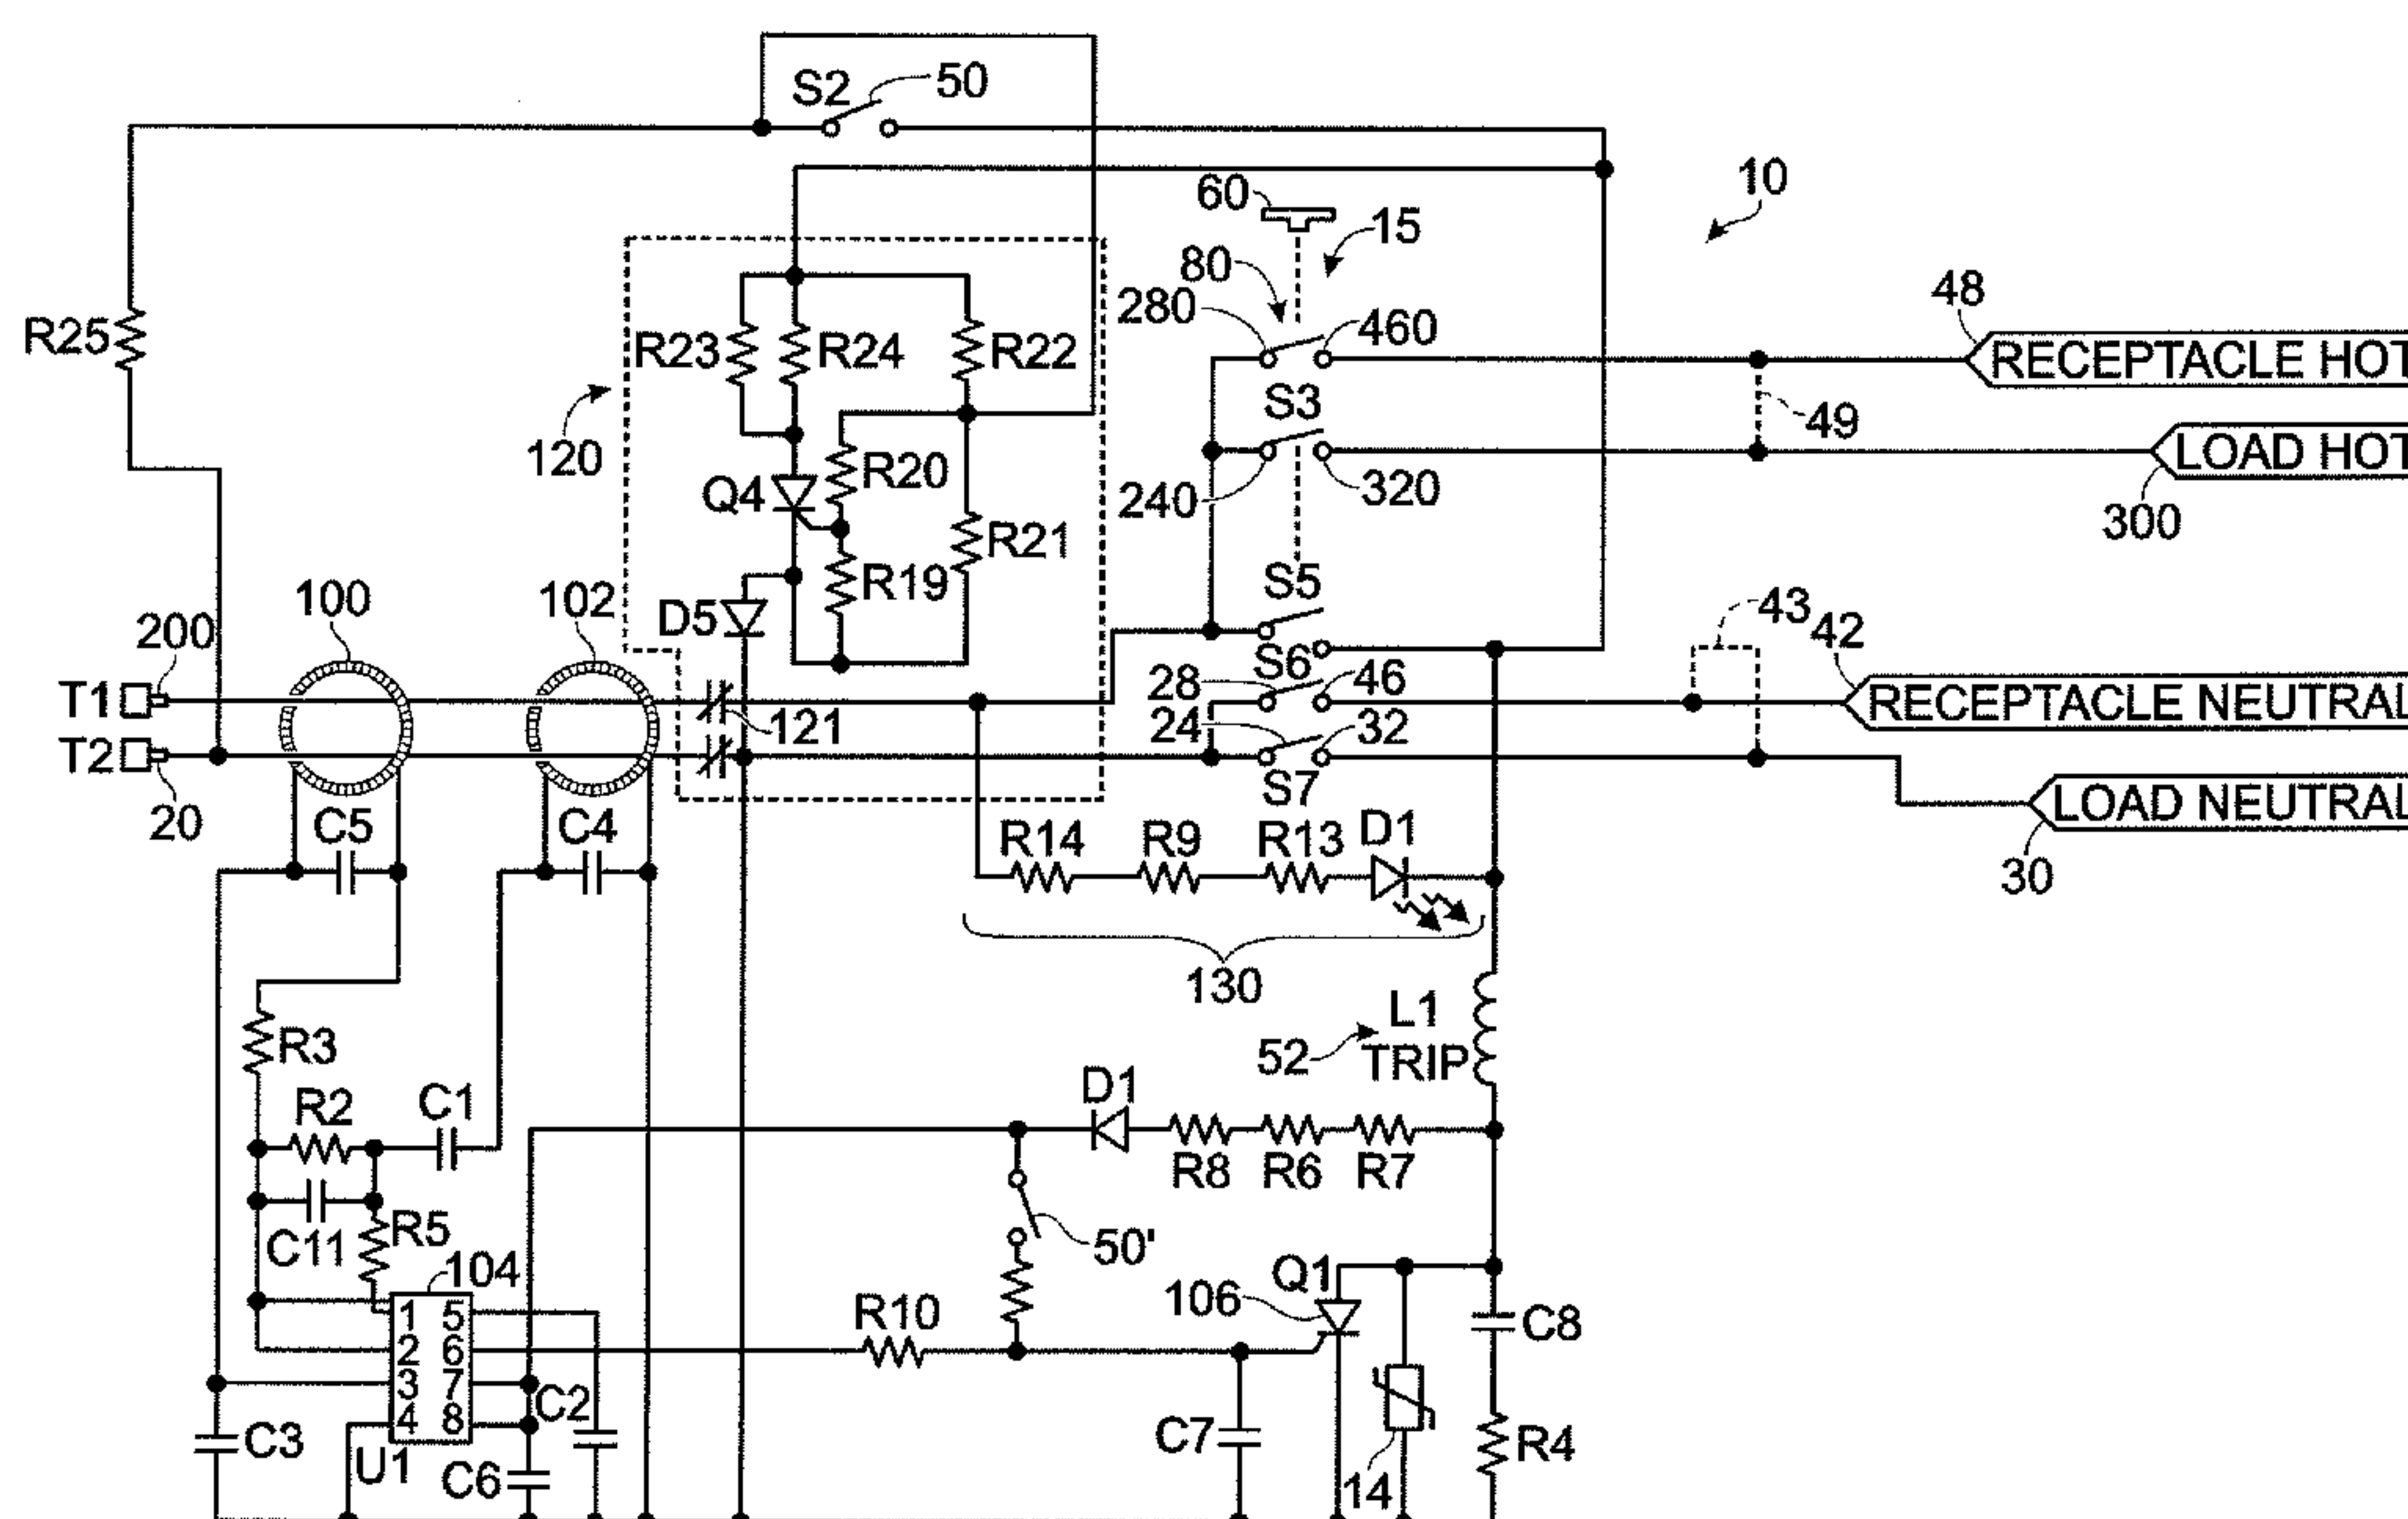 S2 50
10
60
15
80
280
460
48
RECEPTACLE HOT
R25
R23
R24
R22
S3
49
120
LOAD HOT
R20
Q4
240
320
300
R21
100
102
R19
S5
D5
43
42
200
S6
28
46
T1
121
24
32
RECEPTACLE NEUTRAL
T2
S7
20
C5
C4
R14
R9
R13
D1
LOAD NEUTRAL
30
130
L1
R3
52
TRIP
D1
R2
C1
R8
R6
R7
C11
R5
50'
104
Q1
106
R10
1
5
C8
2
6
3
7
C2
4
8
C3
U1
C6
C7
14
R4